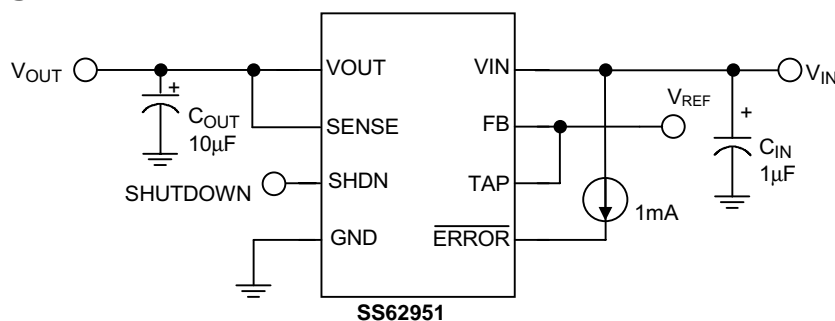 VOUT
COUT
10μF
SHUTDOWN
VOUT
SENSE
SHDN
GND
VIN
FB
TAP
ERROR
VREF
VIN
CIN
1μF
1mA
+
+
SS62951